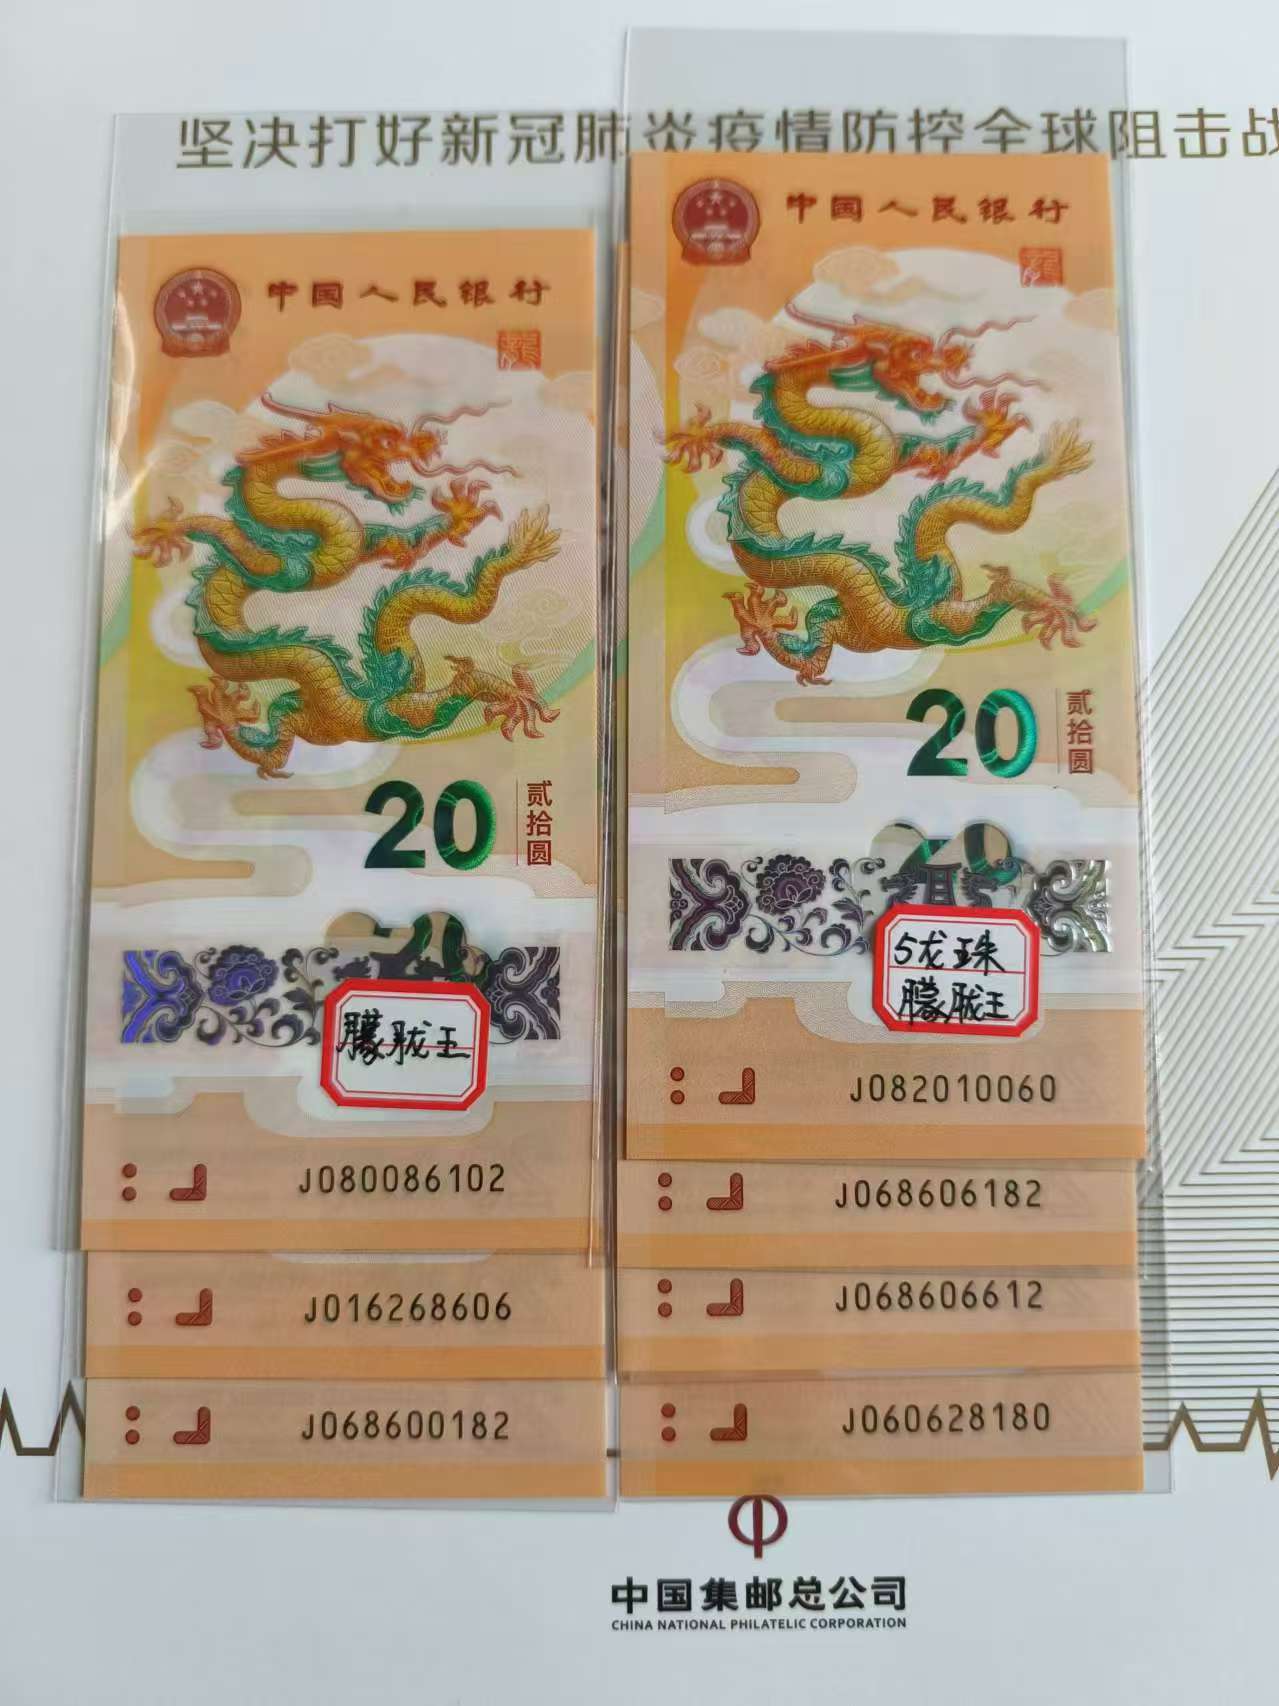 坚决打好新冠肺炎疫情防控全球阻击战
中国人民银行
20
贰拾圆
20
朦胧王
J080086102
J016268606
J068600182
中国人民银行
20
贰拾圆
20
5龙珠
朦胧王
J082010060
J068606182
J068606612
J060628180
中国集邮总公司
CHINA NATIONAL PHILATELIC CORPORATION